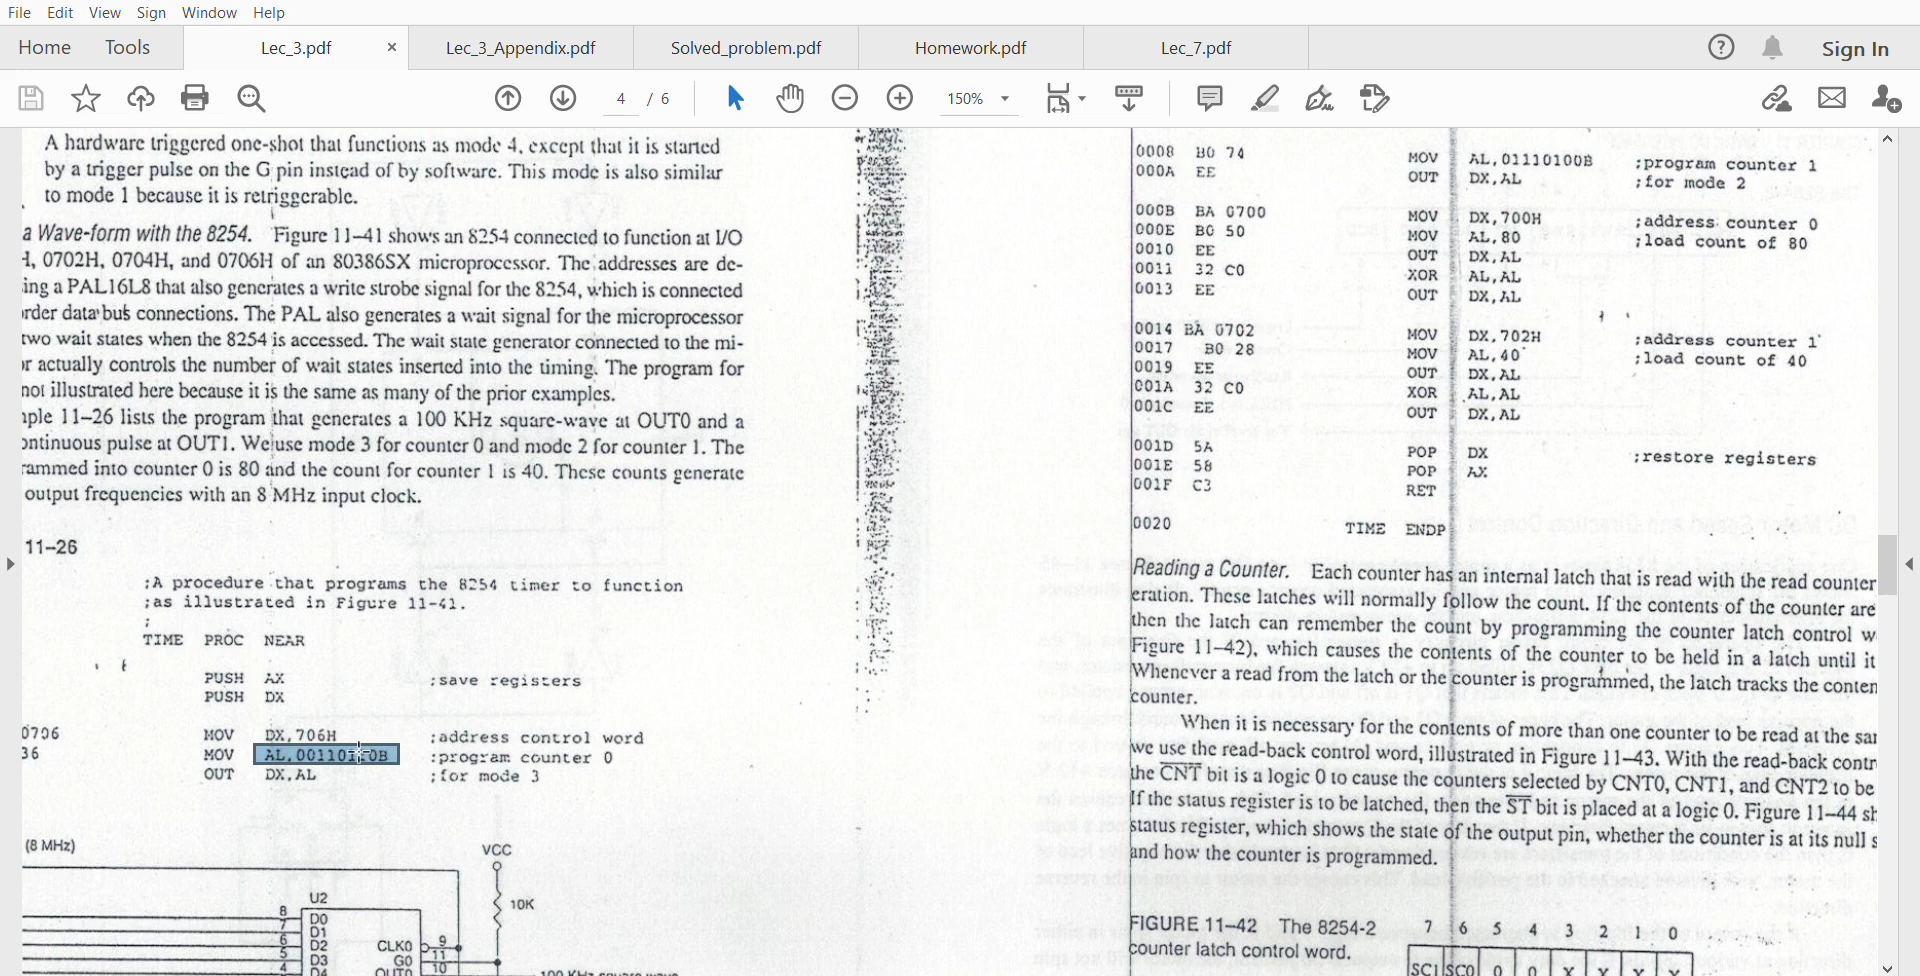 File Edit View Sign Window Help
Home Tools Lec_3.pdf × Lec_3_Appendix.pdf Solved_problem.pdf Homework.pdf Lec_7.pdf Sign In
4 / 6 150%
A hardware triggered one-shot that functions as mode 4, except that it is started
by a trigger pulse on the G pin instead of by software. This mode is also similar
to mode 1 because it is retriggerable.
a Wave-form with the 8254. Figure 11–41 shows an 8254 connected to function at I/O
H, 0702H, 0704H, and 0706H of an 80386SX microprocessor. The addresses are de-
ing a PAL16L8 that also generates a write strobe signal for the 8254, which is connected
rder data bus connections. The PAL also generates a wait signal for the microprocessor
two wait states when the 8254 is accessed. The wait state generator connected to the mi-
r actually controls the number of wait states inserted into the timing. The program for
not illustrated here because it is the same as many of the prior examples.
ple 11–26 lists the program that generates a 100 KHz square-wave at OUT0 and a
ontinuous pulse at OUT1. We use mode 3 for counter 0 and mode 2 for counter 1. The
rammed into counter 0 is 80 and the count for counter 1 is 40. These counts generate
output frequencies with an 8 MHz input clock.
11–26
;A procedure that programs the 8254 timer to function
;as illustrated in Figure 11-41.
;
TIME PROC NEAR
PUSH AX ;save registers
PUSH DX
0706 MOV DX,706H ;address control word
36 MOV AL,00110110B ;program counter 0
OUT DX,AL ;for mode 3
(8 MHz)
VCC
10K
U2
8 D0
7 D1
6 D2
5 D3
4 D4
CLK0 9
G0 11
OUT0 10
100 KHz square wave
0008 B0 74 MOV AL,01110100B ;program counter 1
000A EE OUT DX,AL ;for mode 2
000B BA 0700 MOV DX,700H ;address counter 0
000E B0 50 MOV AL,80 ;load count of 80
0010 EE OUT DX,AL
0011 32 C0 XOR AL,AL
0013 EE OUT DX,AL
0014 BA 0702 MOV DX,702H ;address counter 1
0017 B0 28 MOV AL,40 ;load count of 40
0019 EE OUT DX,AL
001A 32 C0 XOR AL,AL
001C EE OUT DX,AL
001D 5A POP DX ;restore registers
001E 58 POP AX
001F C3 RET
0020 TIME ENDP
Reading a Counter. Each counter has an internal latch that is read with the read counter
eration. These latches will normally follow the count. If the contents of the counter are
then the latch can remember the count by programming the counter latch control w
Figure 11–42), which causes the contents of the counter to be held in a latch until it
Whenever a read from the latch or the counter is programmed, the latch tracks the conten
counter.
When it is necessary for the contents of more than one counter to be read at the sa
we use the read-back control word, illustrated in Figure 11–43. With the read-back contr
the CNT bit is a logic 0 to cause the counters selected by CNT0, CNT1, and CNT2 to be
If the status register is to be latched, then the ST bit is placed at a logic 0. Figure 11–44 sh
status register, which shows the state of the output pin, whether the counter is at its null s
and how the counter is programmed.
FIGURE 11–42 The 8254-2
counter latch control word.
7 6 5 4 3 2 1 0
SC1 SC0 0 0 X X X X